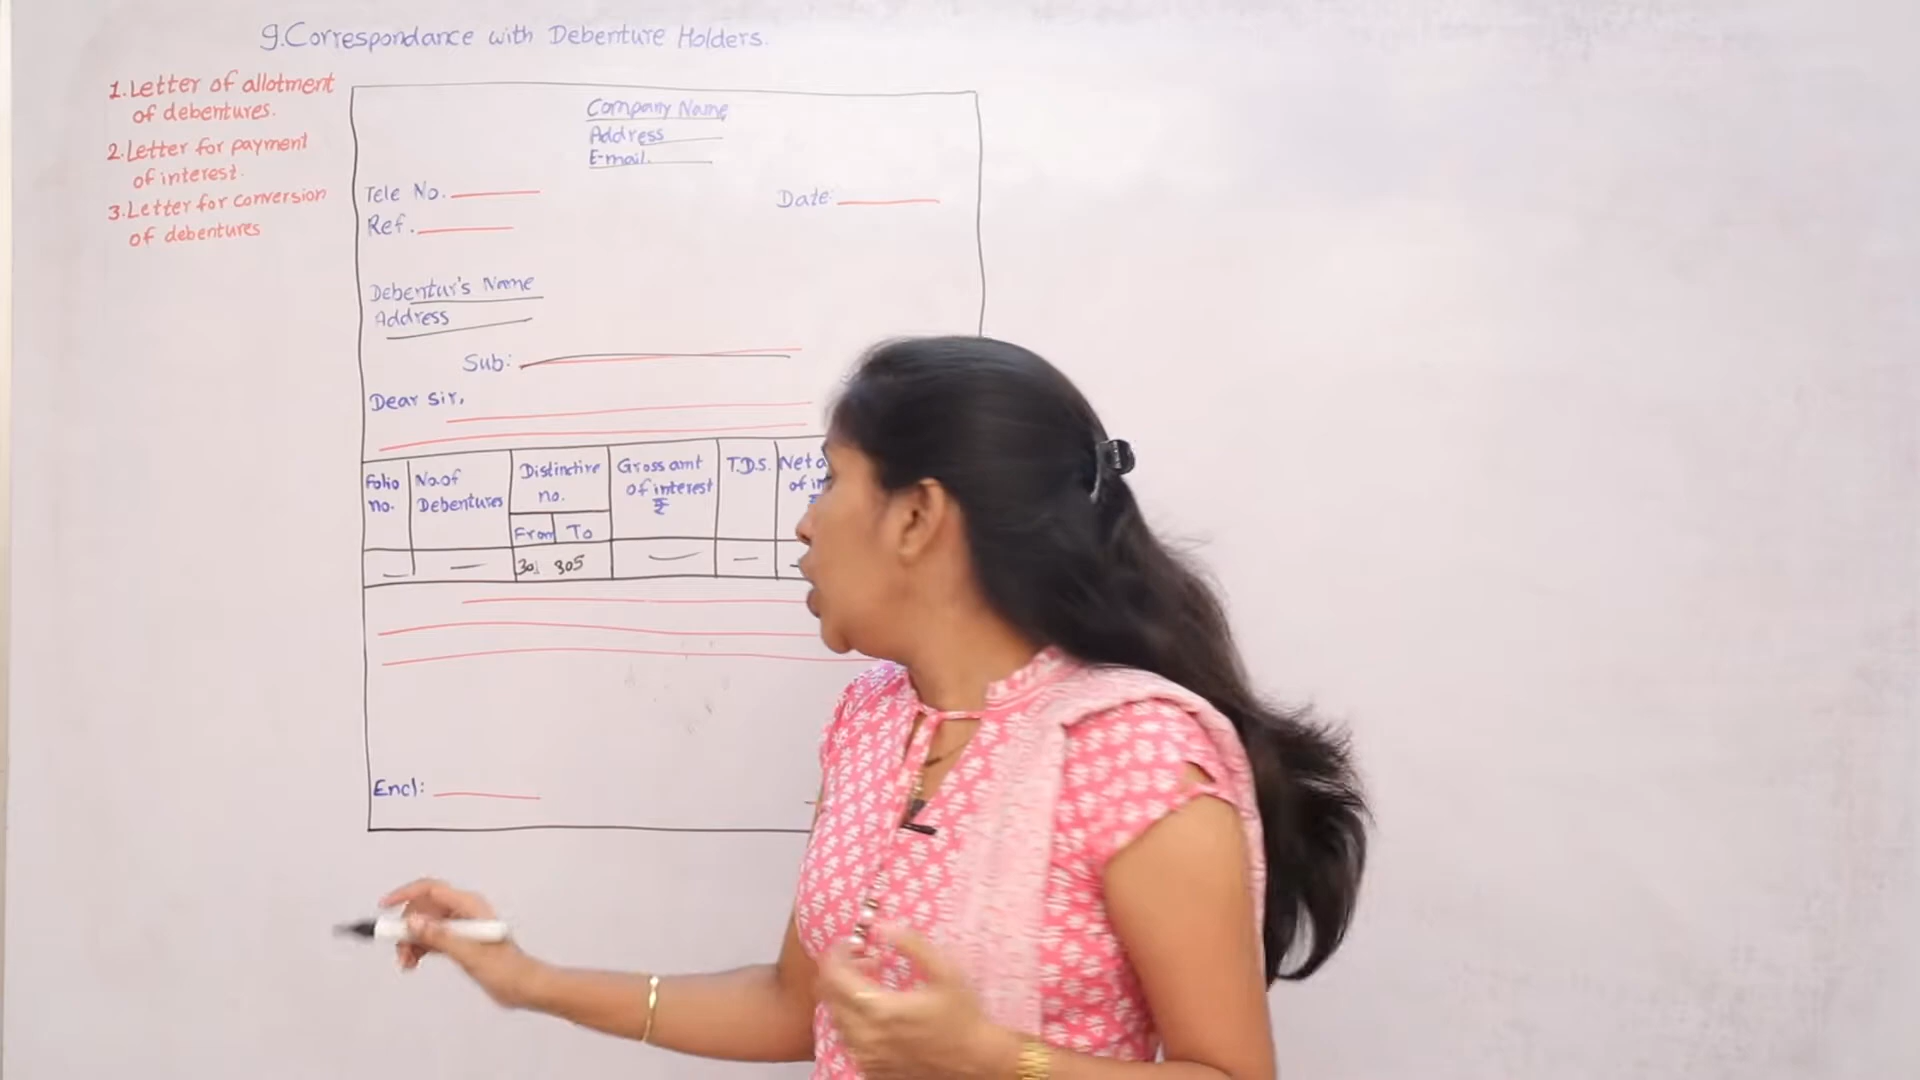 9.Correspondance with Debenture Holders.
1.Letter of allotment
of debentures.
2.Letter for payment
of interest.
3.Letter for conversion
of debentures
Company Name
Address
E-mail.
Tele No.
Date:
Ref.
Debentur's Name
Address
Sub:
Dear Sir,
Folio no.
No.of Debentures
Distinctive no.
From To
Gross amt of interest ₹
T.D.S.
Net
of
301 305
Encl: